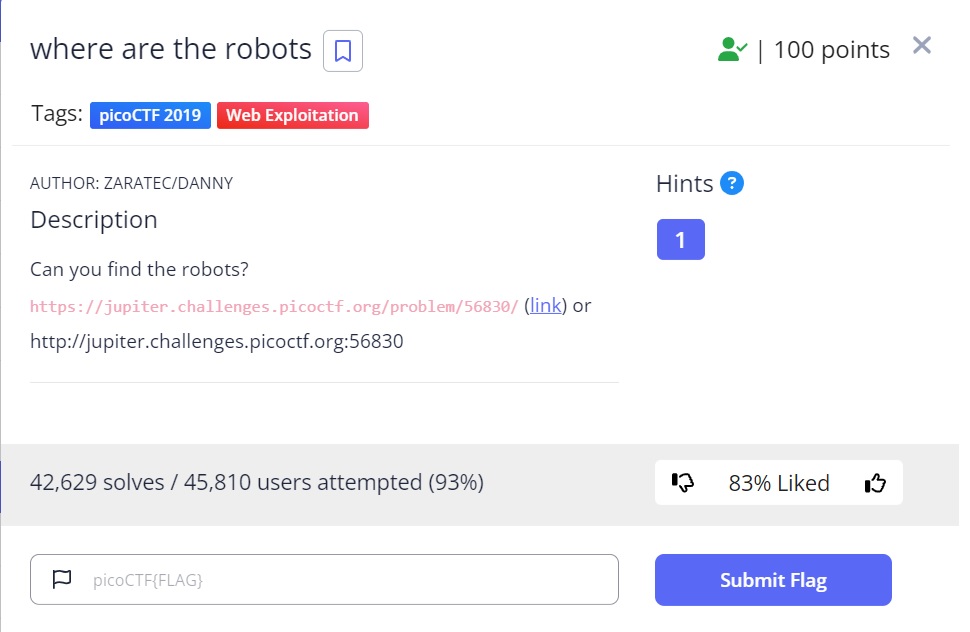 where are the robots
| 100 points
Tags: picoCTF 2019 Web Exploitation
AUTHOR: ZARATEC/DANNY
Description
Can you find the robots?
https://jupiter.challenges.picoctf.org/problem/56830/ (link) or
http://jupiter.challenges.picoctf.org:56830
Hints ?
1
42,629 solves / 45,810 users attempted (93%)
83% Liked
picoCTF{FLAG}
Submit Flag